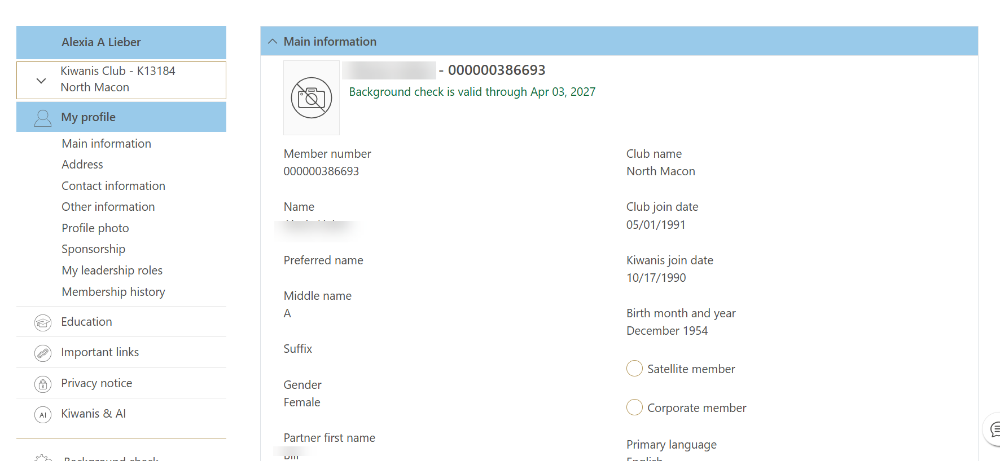 Alexia A Lieber
Kiwanis Club - K13184
North Macon
My profile
Main information
Address
Contact information
Other information
Profile photo
Sponsorship
My leadership roles
Membership history
Education
Important links
Privacy notice
AI
Kiwanis & AI
Background check
Main information
- 000000386693
Background check is valid through Apr 03, 2027
Member number
000000386693
Name
Preferred name
Middle name
A
Suffix
Gender
Female
Partner first name
Club name
North Macon
Club join date
05/01/1991
Kiwanis join date
10/17/1990
Birth month and year
December 1954
Satellite member
Corporate member
Primary language
English